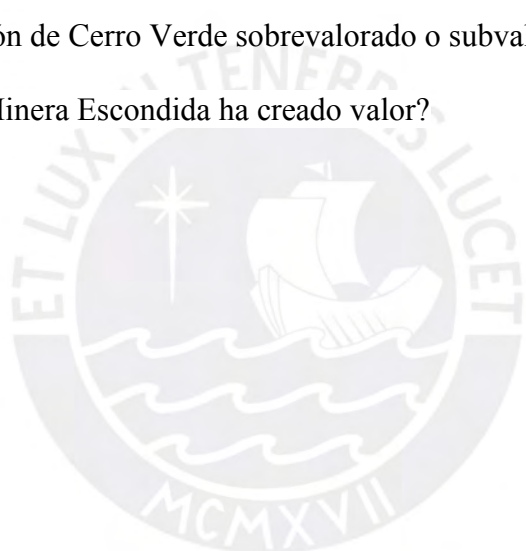 ón de Cerro Verde sobrevalorado o subval
Minera Escondida ha creado valor?
ET LUX IN TENEBRIS LUCET
MCMXVII